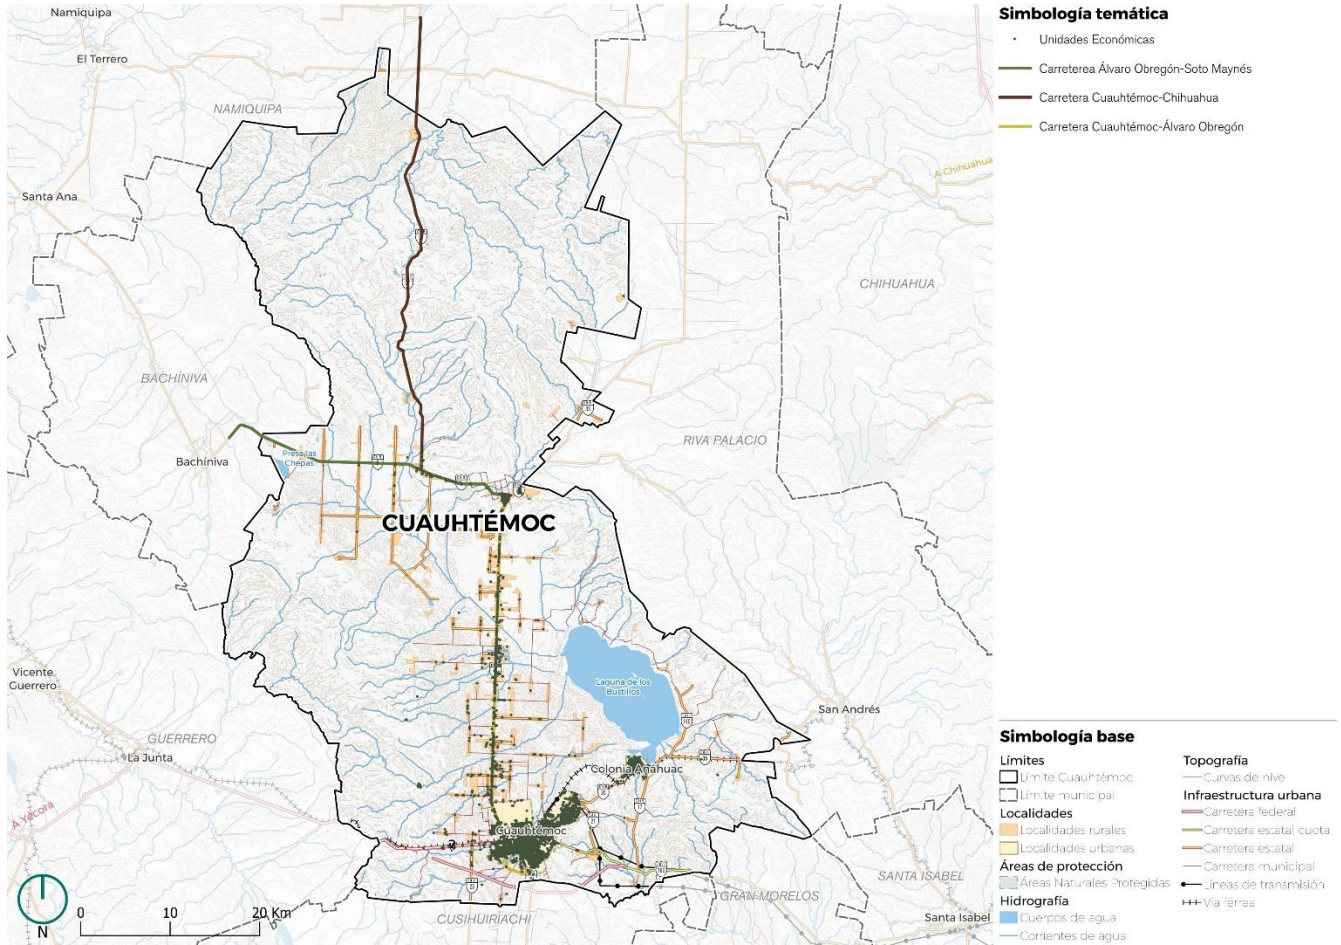 Namiquipa
El Terrero
NAMIQUIPA
Santa Ana
A Chihuahua
CHIHUAHUA
BACHÍNIVA
RIVA PALACIO
Bachíniva
Presa las
Chepas
CUAUHTÉMOC
Vicente
Guerrero
Laguna de los
Bustillos
San Andrés
GUERRERO
La Junta
Colonia Anáhuac
A Yécora
Cuauhtémoc
SANTA ISABEL
GRAN MORELOS
CUSIHUIRIACHI
Santa Isabel
N
0 10 20 Km
Simbología temática
Unidades Económicas
Carreterea Álvaro Obregón-Soto Maynés
Carretera Cuauhtémoc-Chihuahua
Carretera Cuauhtémoc-Álvaro Obregón
Simbología base
Límites
Límite Cuauhtémoc
Límite municipal
Localidades
Localidades rurales
Localidades urbanas
Áreas de protección
Áreas Naturales Protegidas
Hidrografía
Cuerpos de agua
Corrientes de agua
Topografía
Curvas de nive
Infraestructura urbana
Carretera federal
Carretera estatal cuota
Carretera estatal
Carretera municipal
Líneas de transmisión
Vía férrea